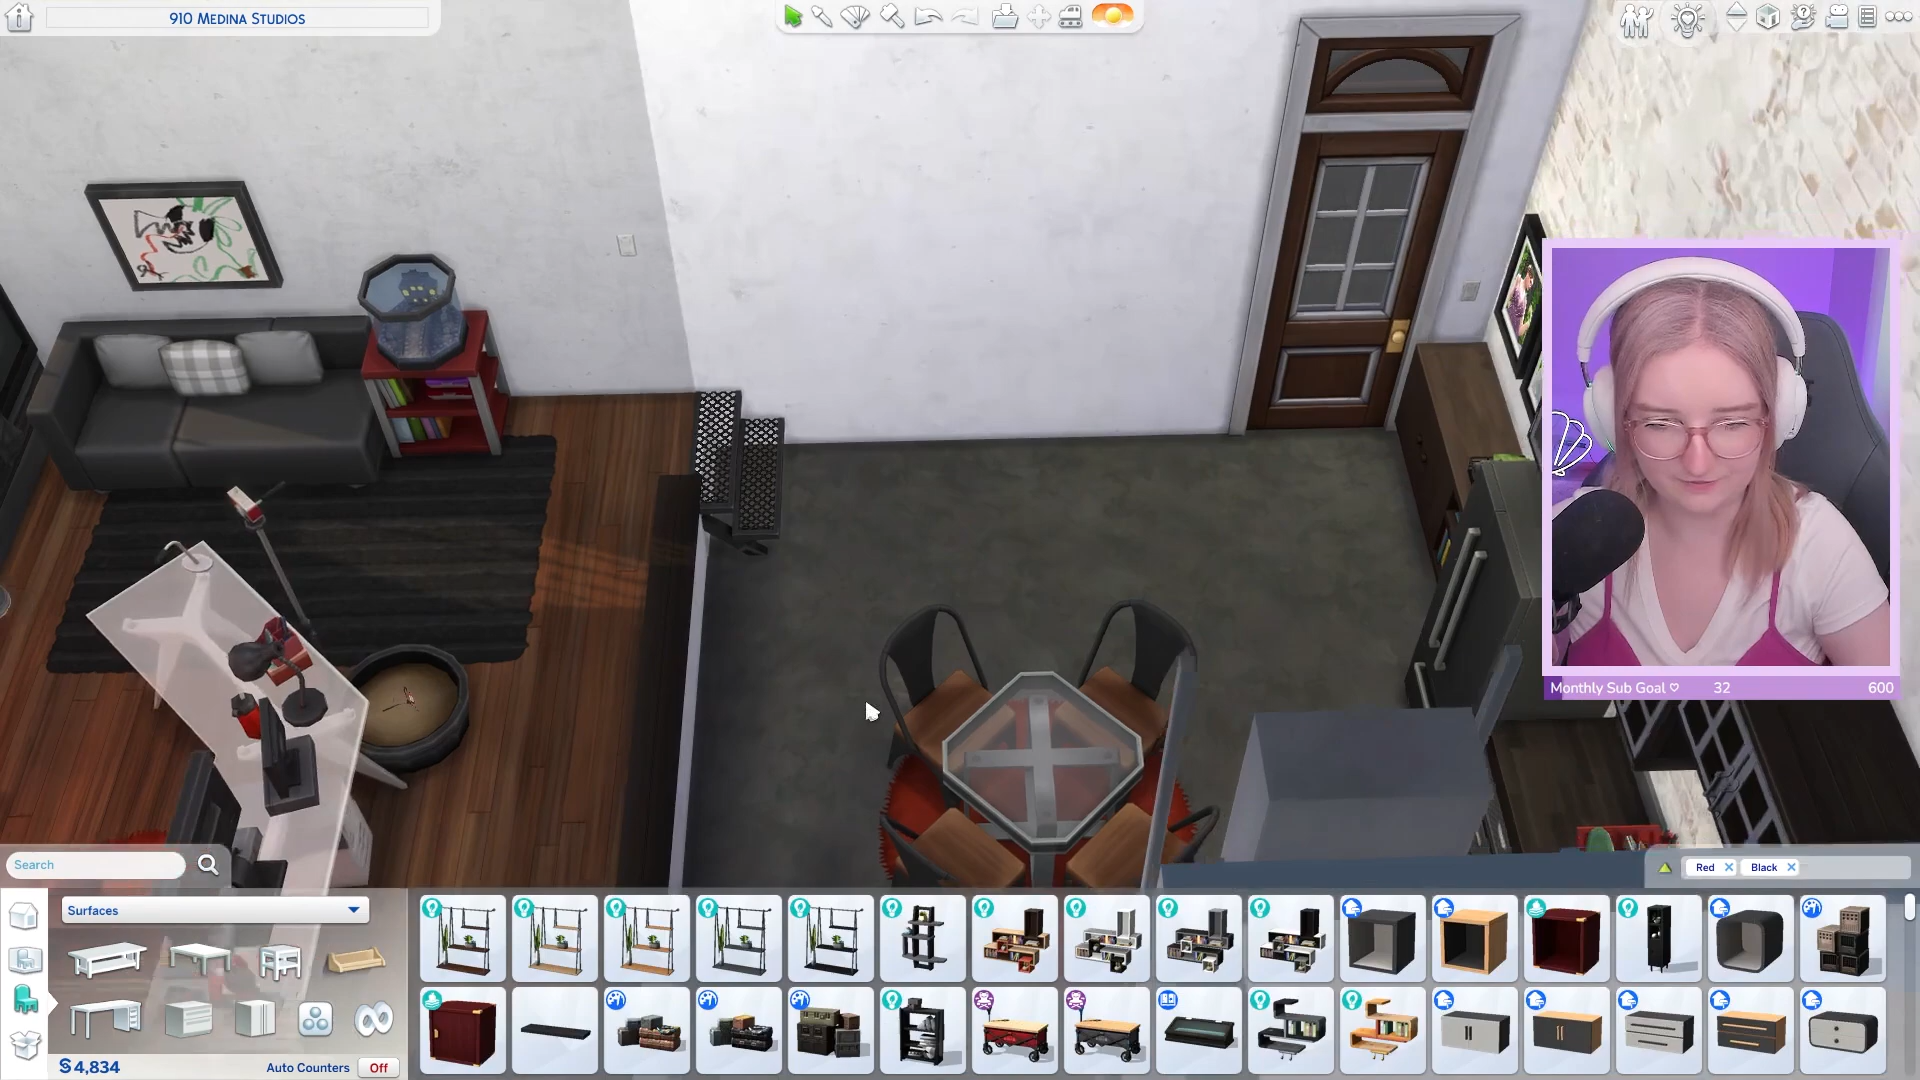 910 MEDINA STUDIOS
Monthly Sub Goal ♡ 32 600
Search
Red ✕ Black ✕
Surfaces
§4,834
Auto Counters Off